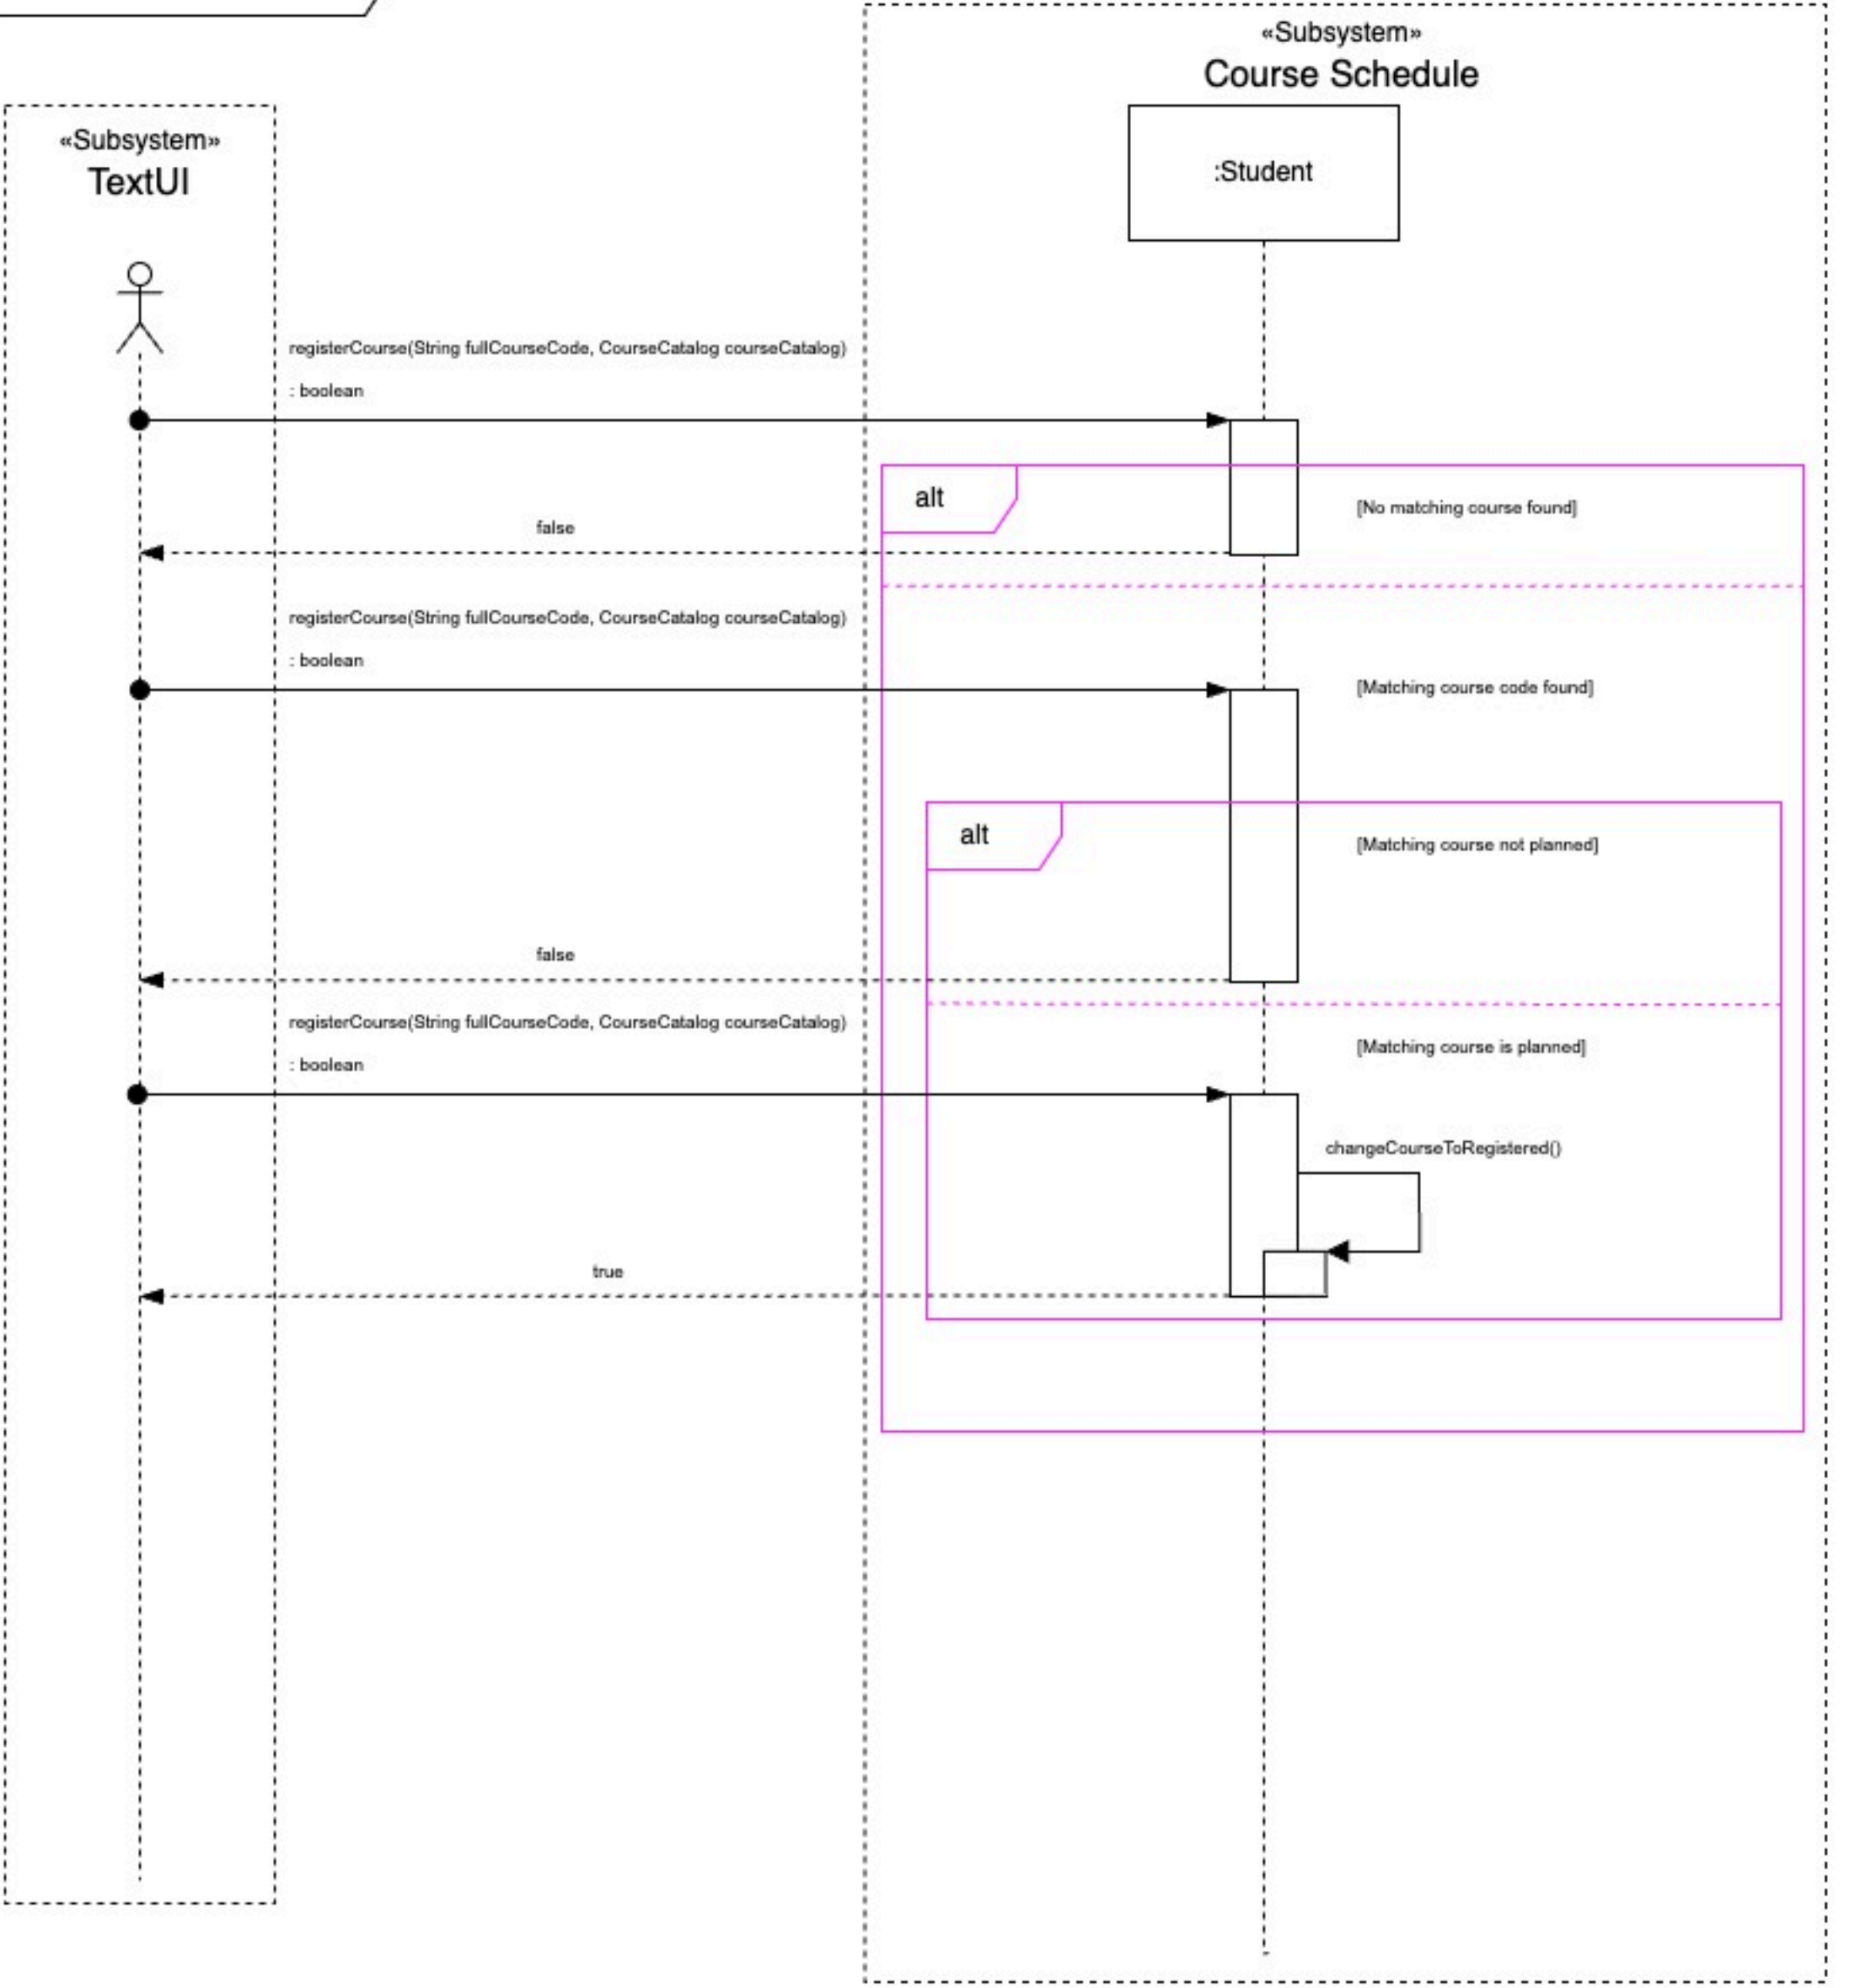 «Subsystem»
Course Schedule
«Subsystem»
TextUI
:Student
registerCourse(String fullCourseCode, CourseCatalog courseCatalog)
: boolean
alt
[No matching course found]
false
registerCourse(String fullCourseCode, CourseCatalog courseCatalog)
: boolean
[Matching course code found]
alt
[Matching course not planned]
false
registerCourse(String fullCourseCode, CourseCatalog courseCatalog)
: boolean
[Matching course is planned]
changeCourseToRegistered()
true